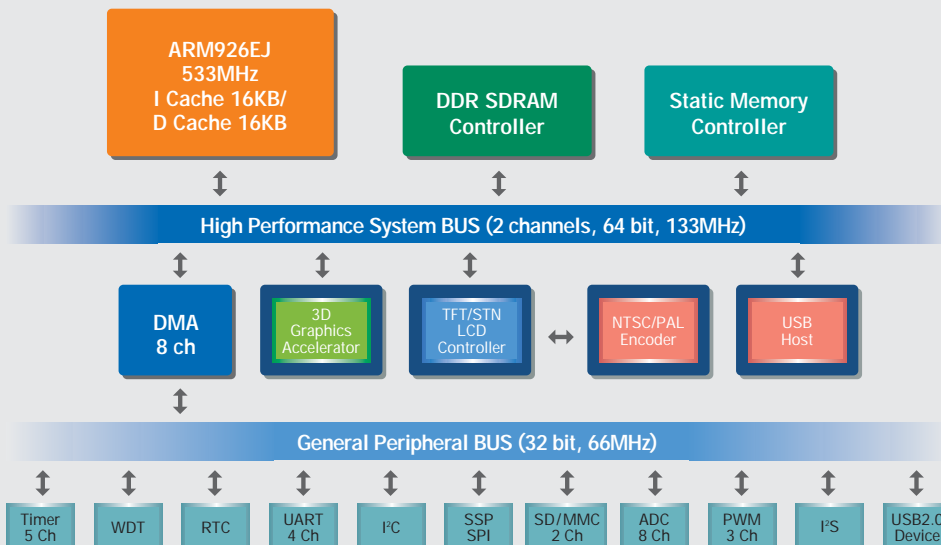 ARM926EJ
533MHz
I Cache 16KB/
D Cache 16KB
DDR SDRAM
Controller
Static Memory
Controller
High Performance System BUS (2 channels, 64 bit, 133MHz)
DMA
8 ch
3D
Graphics
Accelerator
TFT/STN
LCD
Controller
NTSC/PAL
Encoder
USB
Host
General Peripheral BUS (32 bit, 66MHz)
Timer
5 Ch
WDT
RTC
UART
4 Ch
I²C
SSP
SPI
SD/MMC
2 Ch
ADC
8 Ch
PWM
3 Ch
I²S
USB2.0
Device